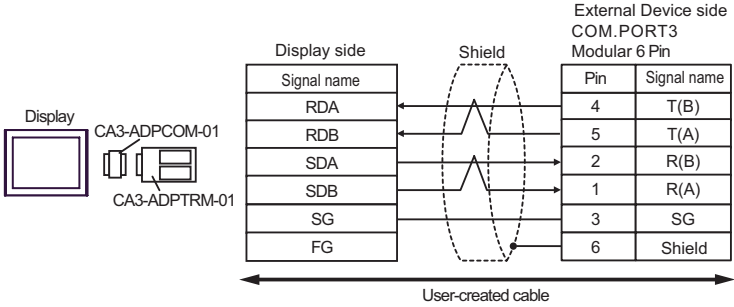 External Device side
COM.PORT3
Modular 6 Pin
Display side
Shield
Signal name
Pin Signal name
RDA 4 T(B)
RDB 5 T(A)
SDA 2 R(B)
SDB 1 R(A)
SG 3 SG
FG 6 Shield
Display
CA3-ADPCOM-01
CA3-ADPTRM-01
User-created cable